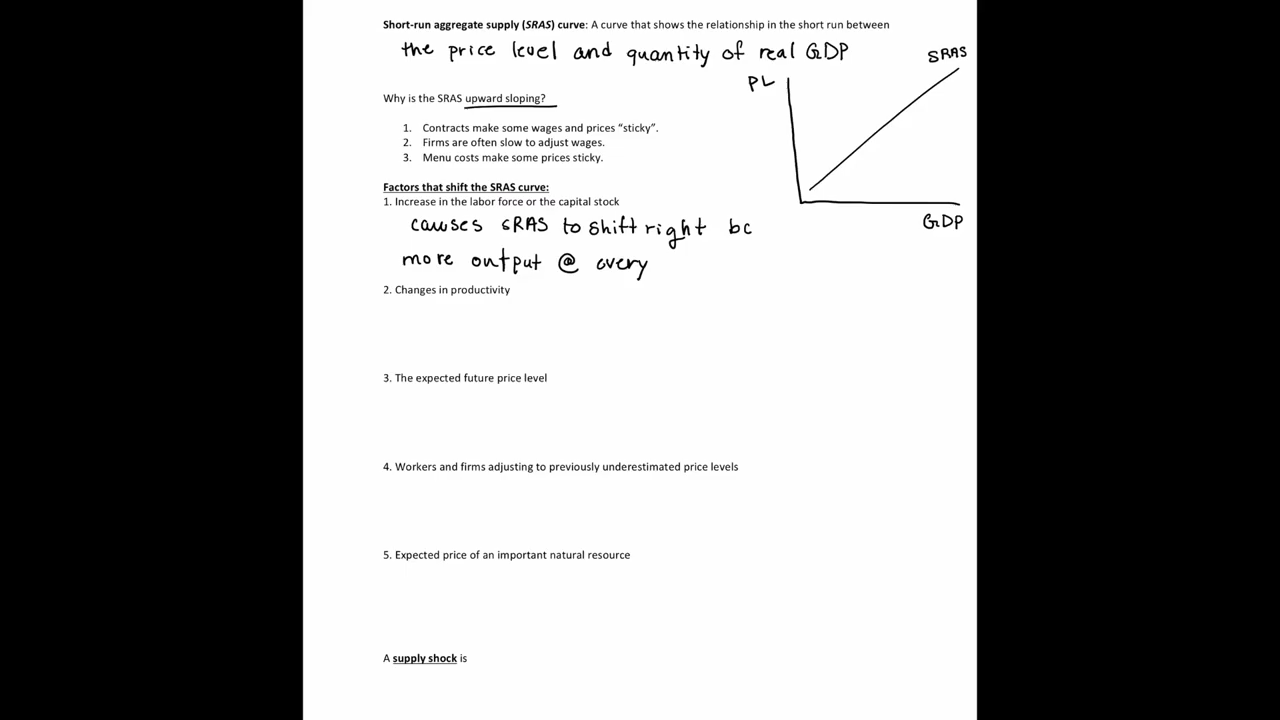 Short-run aggregate supply (SRAS) curve: A curve that shows the relationship in the short run between
the price level and quantity of real GDP
SRAS
PL
Why is the SRAS upward sloping?
1. Contracts make some wages and prices “sticky”.
2. Firms are often slow to adjust wages.
3. Menu costs make some prices sticky.
Factors that shift the SRAS curve:
1. Increase in the labor force or the capital stock
GDP
causes SRAS to shift right bc
more output @ every
2. Changes in productivity
3. The expected future price level
4. Workers and firms adjusting to previously underestimated price levels
5. Expected price of an important natural resource
A supply shock is